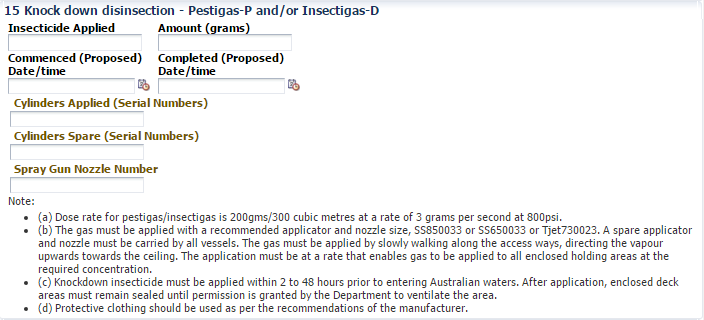 15 Knock down disinsection - Pestigas-P and/or Insectigas-D
Insecticide Applied Amount (grams)
Commenced (Proposed) Completed (Proposed)
Date/time Date/time
Cylinders Applied (Serial Numbers)
Cylinders Spare (Serial Numbers)
Spray Gun Nozzle Number
Note:
• (a) Dose rate for pestigas/insectigas is 200gms/300 cubic metres at a rate of 3 grams per second at 800psi.
• (b) The gas must be applied with a recommended applicator and nozzle size, SS850033 or SS650033 or Tjet730023. A spare applicator
and nozzle must be carried by all vessels. The gas must be applied by slowly walking along the access ways, directing the vapour
upwards towards the ceiling. The application must be at a rate that enables gas to be applied to all enclosed holding areas at the
required concentration.
• (c) Knockdown insecticide must be applied within 2 to 48 hours prior to entering Australian waters. After application, enclosed deck
areas must remain sealed until permission is granted by the Department to ventilate the area.
• (d) Protective clothing should be used as per the recommendations of the manufacturer.